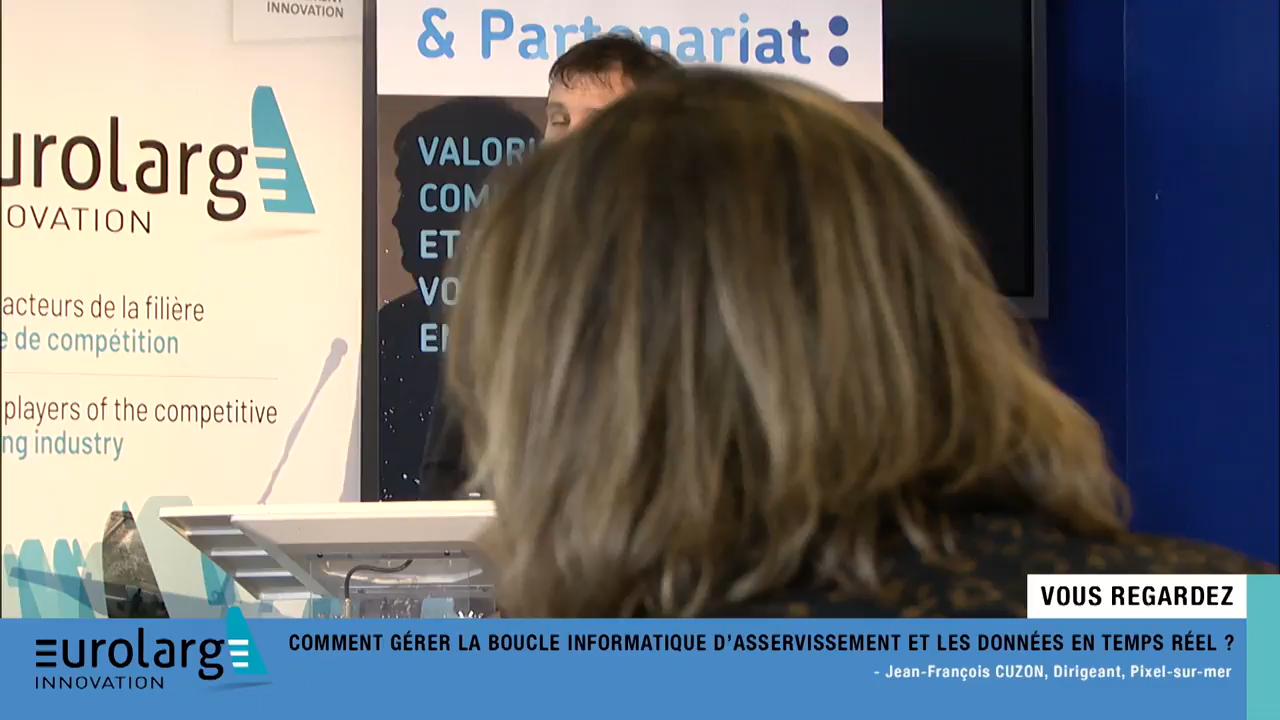 INNOVATION
& Partenariat :
VALOR
COM
ET
VO
urolarg
OVATION
acteurs de la filière
de compétition
players of the competitive
ng industry
VOUS REGARDEZ
Eurolarge
INNOVATION
COMMENT GÉRER LA BOUCLE INFORMATIQUE D'ASSERVISSEMENT ET LES DONNÉES EN TEMPS RÉEL ?
- Jean-François CUZON, Dirigeant, Pixel-sur-mer